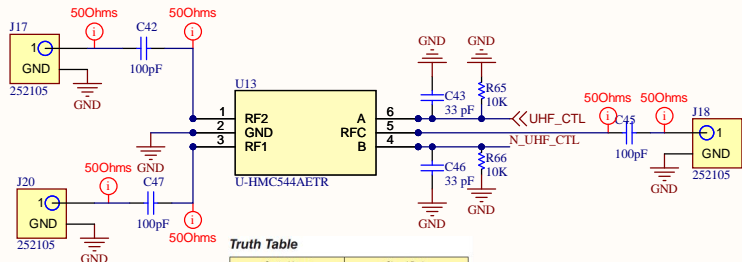 50Ohms
50Ohms
J17
C42
1
GND
100pF
252105
GND
GND
GND
U13
C43
33 pF
R65
10K
1 RF2 A 6
2 GND RFC 5
3 RF1 B 4
UHF_CTL
50Ohms 50Ohms
J18
C45
1
N_UHF_CTL
100pF
GND
GND
252105
GND
50Ohms
J20
C47
1
GND
100pF
252105
GND
50Ohms
U-HMC544AETR
C46
33 pF
R66
10K
GND
GND
Truth Table